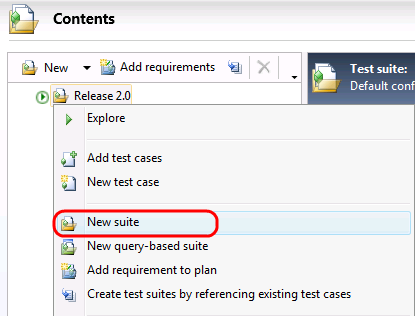 Contents
New
Add requirements
Test suite:
Default conf
Release 2.0
Explore
Add test cases
New test case
New suite
New query-based suite
Add requirement to plan
Create test suites by referencing existing test cases